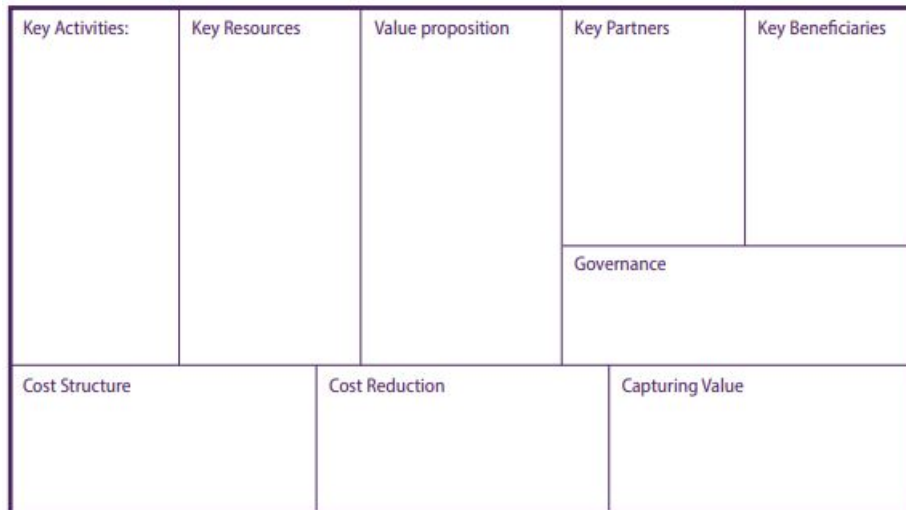 Key Activities:
Key Resources
Value proposition
Key Partners
Key Beneficiaries
Governance
Cost Structure
Cost Reduction
Capturing Value